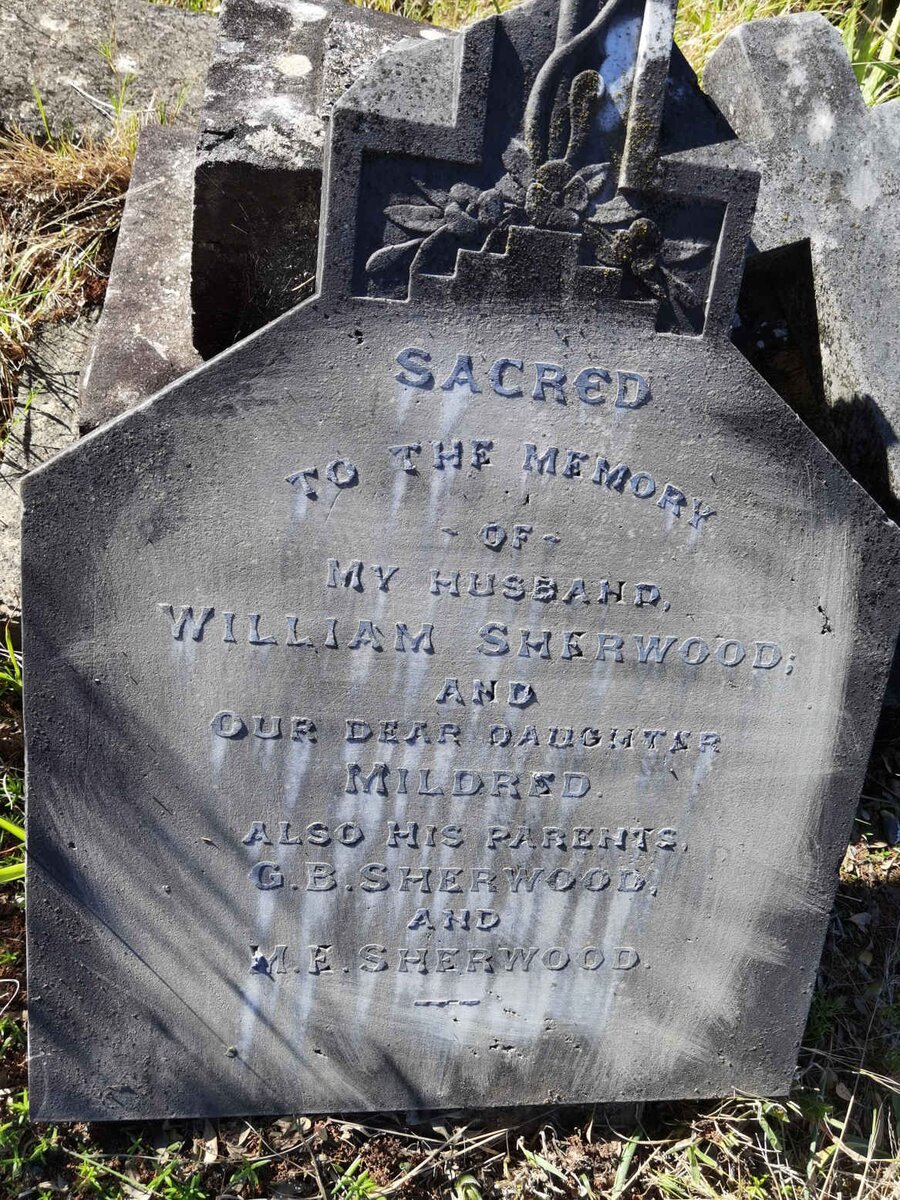 SACRED
TO THE MEMORY
- OF -
MY HUSBAND,
WILLIAM SHERWOOD;
AND
OUR DEAR DAUGHTER
MILDRED.
ALSO HIS PARENTS,
G.B. SHERWOOD,
AND
M.E. SHERWOOD.